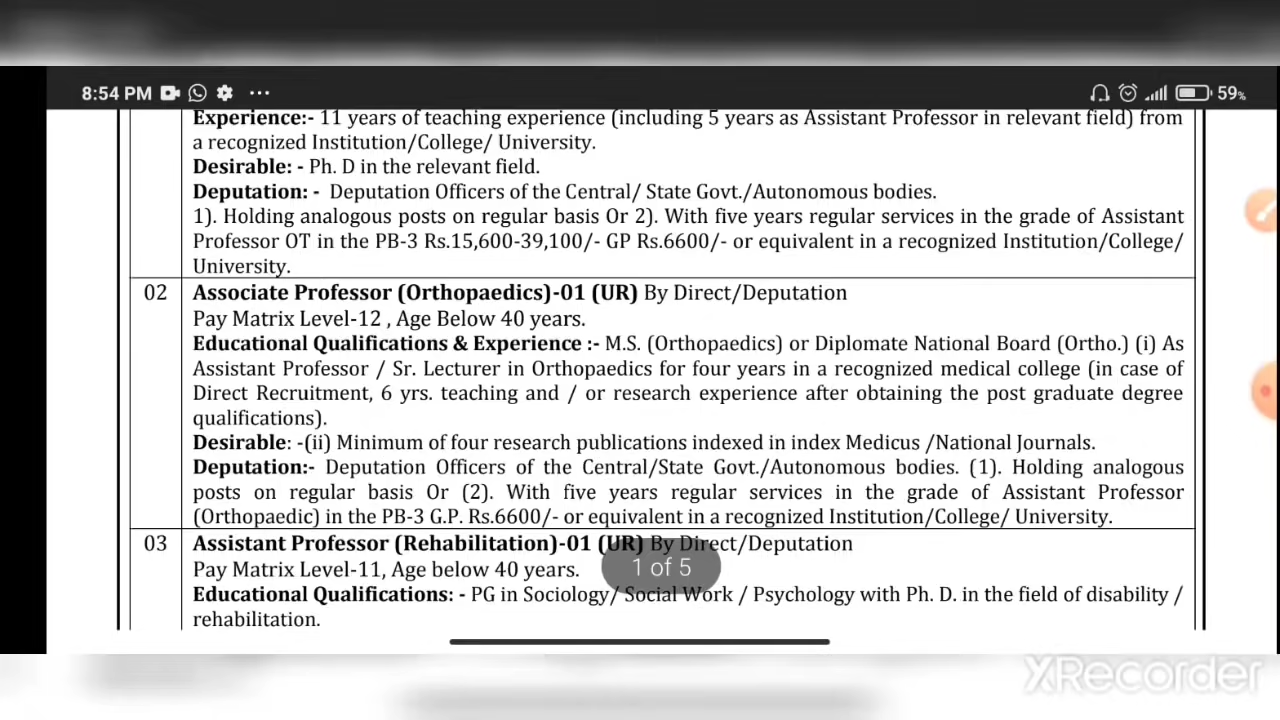 8:54 PM ... 59%
Experience:- 11 years of teaching experience (including 5 years as Assistant Professor in relevant field) from
a recognized Institution/College/ University.
Desirable: - Ph. D in the relevant field.
Deputation: - Deputation Officers of the Central/ State Govt./Autonomous bodies.
1). Holding analogous posts on regular basis Or 2). With five years regular services in the grade of Assistant
Professor OT in the PB-3 Rs.15,600-39,100/- GP Rs.6600/- or equivalent in a recognized Institution/College/
University.
02 Associate Professor (Orthopaedics)-01 (UR) By Direct/Deputation
Pay Matrix Level-12 , Age Below 40 years.
Educational Qualifications & Experience :- M.S. (Orthopaedics) or Diplomate National Board (Ortho.) (i) As
Assistant Professor / Sr. Lecturer in Orthopaedics for four years in a recognized medical college (in case of
Direct Recruitment, 6 yrs. teaching and / or research experience after obtaining the post graduate degree
qualifications).
Desirable: -(ii) Minimum of four research publications indexed in index Medicus /National Journals.
Deputation:- Deputation Officers of the Central/State Govt./Autonomous bodies. (1). Holding analogous
posts on regular basis Or (2). With five years regular services in the grade of Assistant Professor
(Orthopaedic) in the PB-3 G.P. Rs.6600/- or equivalent in a recognized Institution/College/ University.
03 Assistant Professor (Rehabilitation)-01 (UR) By Direct/Deputation
Pay Matrix Level-11, Age below 40 years.
1 of 5
Educational Qualifications: - PG in Sociology/ Social Work / Psychology with Ph. D. in the field of disability /
rehabilitation.
XRecorder